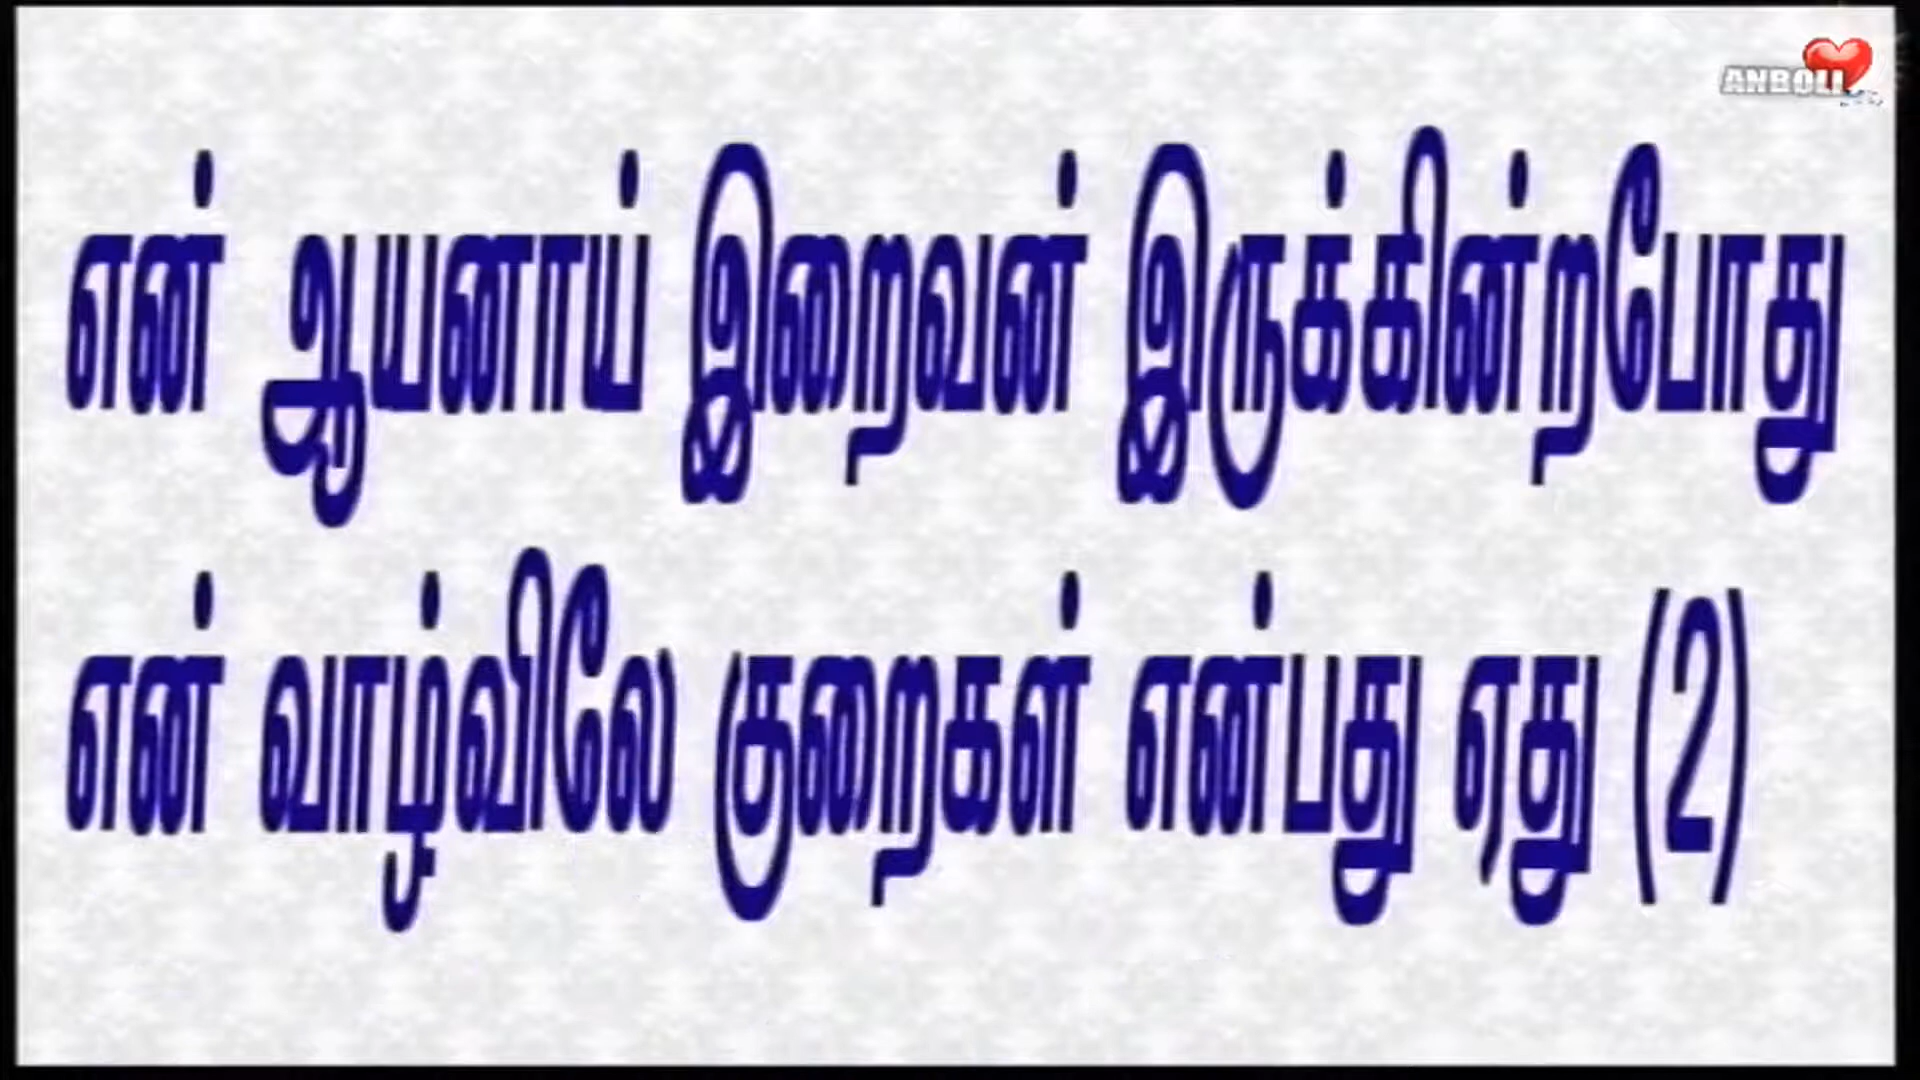 ANBOLI
என் ஆயனாய் இறைவன் இருக்கின்றபோது
என் வாழ்விலே குறைகள் என்பது ஏது (2)